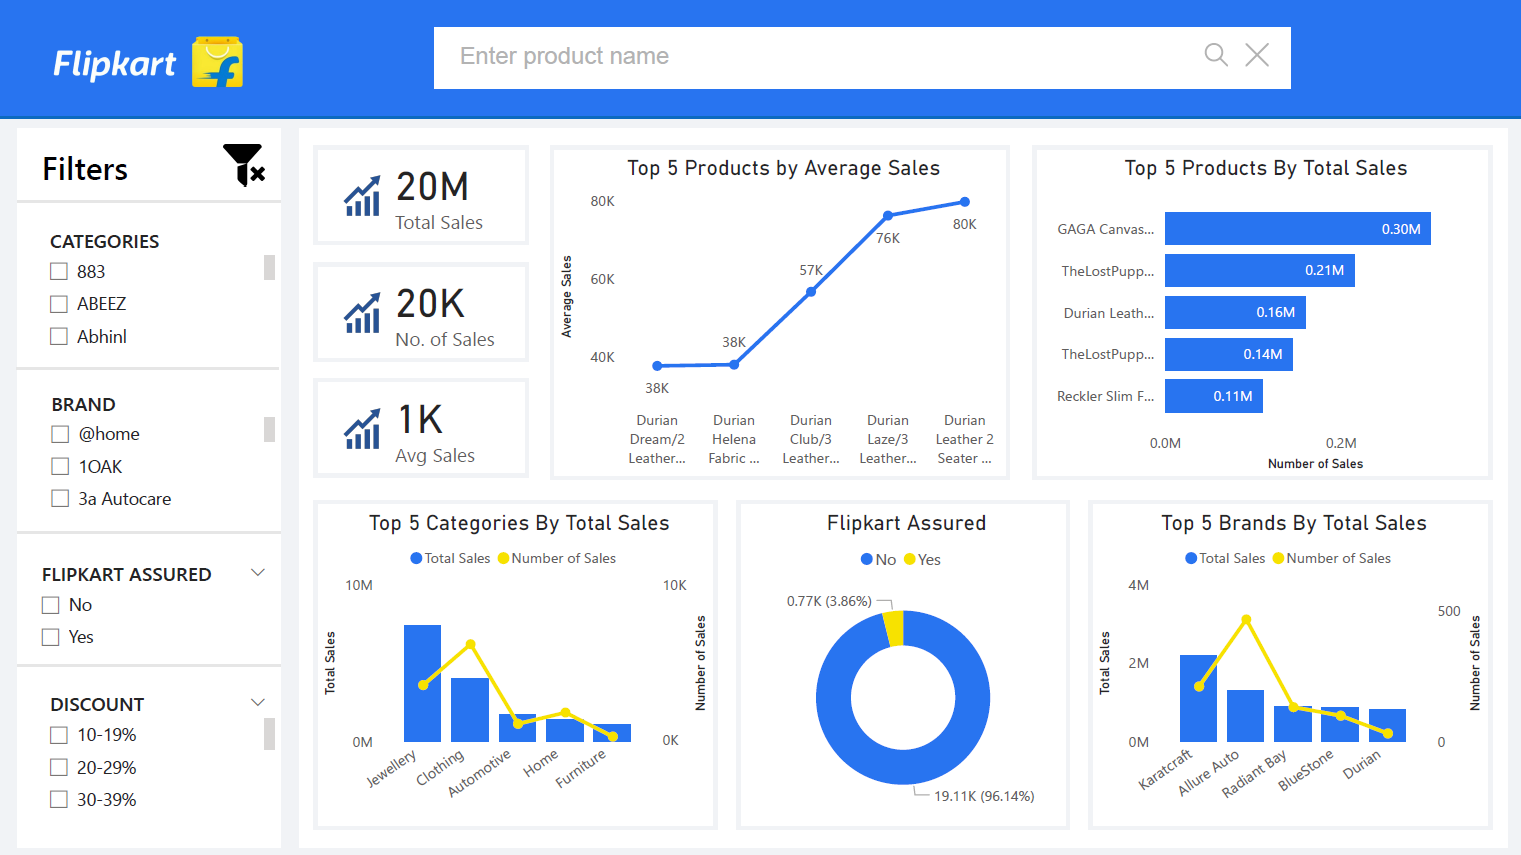 Flipkart
Enter product name
Filters
CATEGORIES
883
ABEEZ
Abhinl
BRAND
@home
1OAK
3a Autocare
FLIPKART ASSURED
No
Yes
DISCOUNT
10-19%
20-29%
30-39%
20M
Total Sales
20K
No. of Sales
1K
Avg Sales
Top 5 Products by Average Sales
Average Sales
80K
60K
40K
38K
38K
57K
76K
80K
Durian Dream/2 Leather...
Durian Helena Fabric ...
Durian Club/3 Leather...
Durian Laze/3 Leather...
Durian Leather 2 Seater ...
Top 5 Products By Total Sales
GAGA Canvas... 0.30M
TheLostPupp... 0.21M
Durian Leath... 0.16M
TheLostPupp... 0.14M
Reckler Slim F... 0.11M
0.0M 0.2M
Number of Sales
Top 5 Categories By Total Sales
Total Sales Number of Sales
10M 10K
Total Sales
Number of Sales
0M 0K
Jewellery
Clothing
Automotive
Home
Furniture
Flipkart Assured
No Yes
0.77K (3.86%)
19.11K (96.14%)
Top 5 Brands By Total Sales
Total Sales Number of Sales
4M
500
2M
Total Sales
Number of Sales
0M 0
Karatcraft
Allure Auto
Radiant Bay
BlueStone
Durian